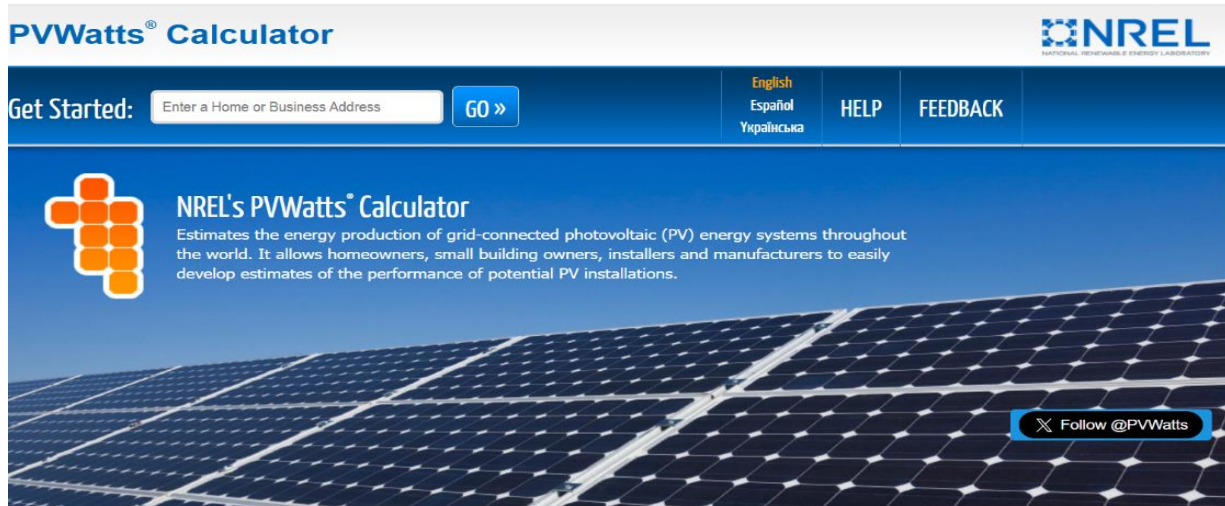 PVWatts® Calculator
NREL
NATIONAL RENEWABLE ENERGY LABORATORY
Get Started:
Enter a Home or Business Address
GO »
English
Español
Українська
HELP
FEEDBACK
NREL's PVWatts® Calculator
Estimates the energy production of grid-connected photovoltaic (PV) energy systems throughout
the world. It allows homeowners, small building owners, installers and manufacturers to easily
develop estimates of the performance of potential PV installations.
X Follow @PVWatts